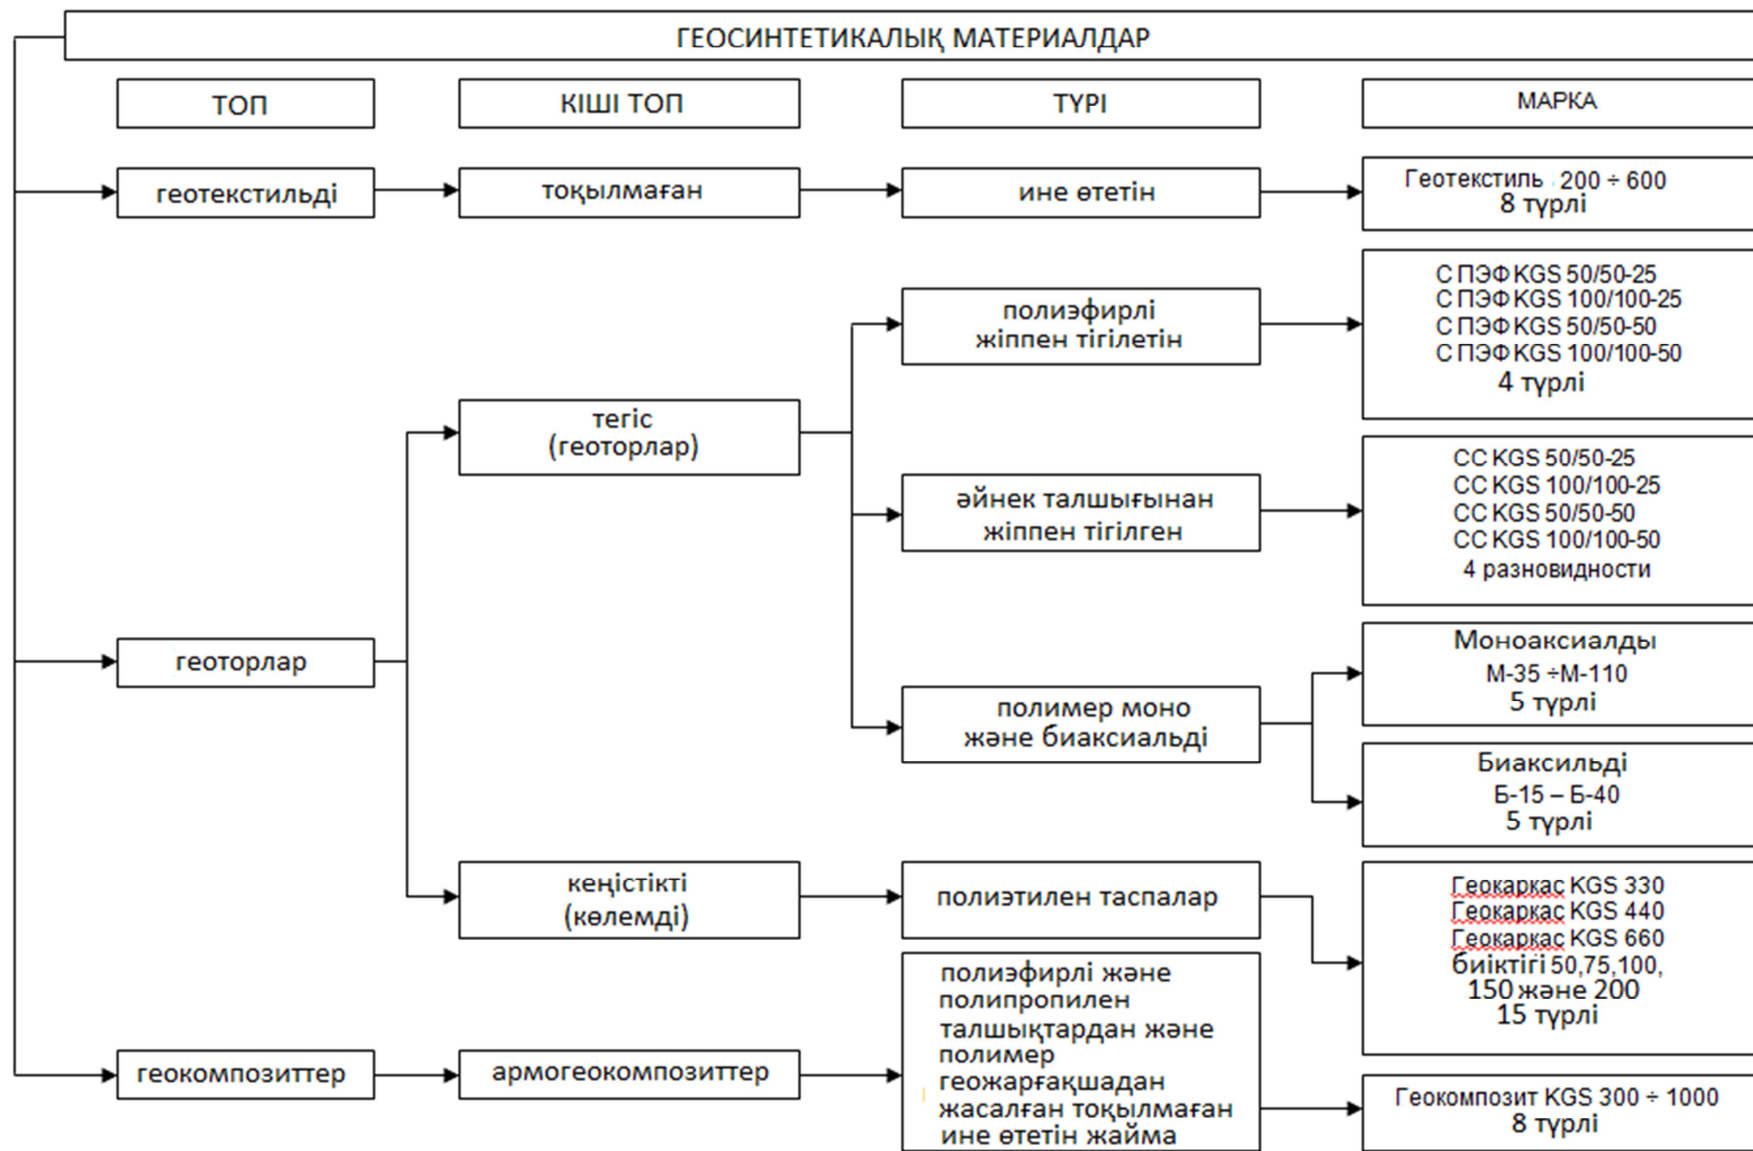 ГЕОСИНТЕТИКАЛЫҚ МАТЕРИАЛДАР
ТОП
КІШІ ТОП
ТҮРІ
МАРКА
геотекстильді
тоқылмаған
ине өтетін
Геотекстиль 200 ÷ 600
8 түрлі
полиэфирлі
жіппен тігілетін
С ПЭФ KGS 50/50-25
С ПЭФ KGS 100/100-25
С ПЭФ KGS 50/50-50
С ПЭФ KGS 100/100-50
4 түрлі
тегіс
(геоторлар)
әйнек талшығынан
жіппен тігілген
СС KGS 50/50-25
СС KGS 100/100-25
СС KGS 50/50-50
СС KGS 100/100-50
4 разновидности
геоторлар
полимер моно
және биаксиальді
Моноаксиалды
М-35 ÷М-110
5 түрлі
Биаксильді
Б-15 – Б-40
5 түрлі
кеңістікті
(көлемді)
полиэтилен таспалар
Геокаркас KGS 330
Геокаркас KGS 440
Геокаркас KGS 660
биіктігі 50,75,100,
150 және 200
15 түрлі
геокомпозиттер
армогеокомпозиттер
полиэфирлі және
полипропилен
талшықтардан және
полимер
геожарғақшадан
жасалған тоқылмаған
ине өтетін жайма
Геокомпозит KGS 300 ÷ 1000
8 түрлі